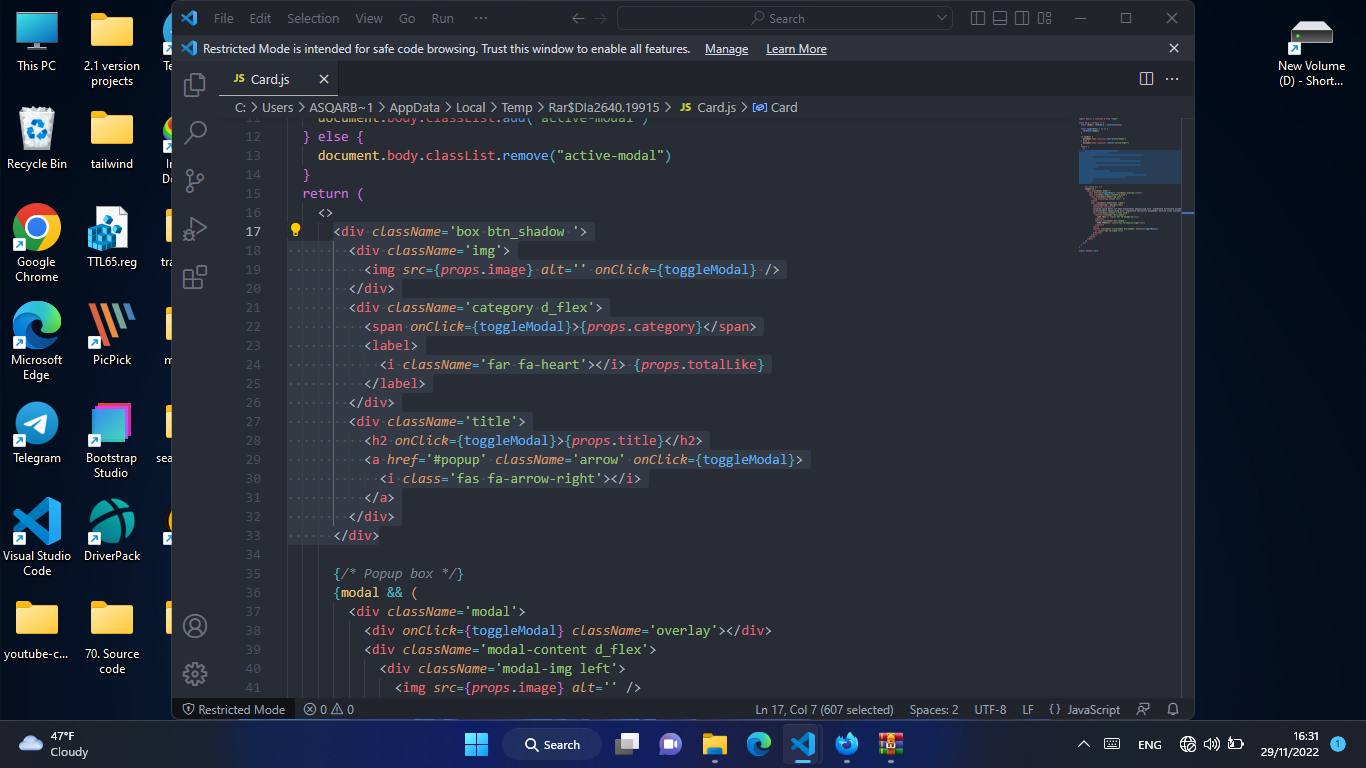 File Edit Selection View Go Run ··· Search
Restricted Mode is intended for safe code browsing. Trust this window to enable all features. Manage Learn More
JS Card.js
C: > Users > ASQARB~1 > AppData > Local > Temp > Rar$DIa2640.19915 > JS Card.js > Card
11 document.body.classList.add("active-modal")
12 } else {
13 document.body.classList.remove("active-modal")
14 }
15 return (
16 <>
17 <div className='box btn_shadow '>
18 <div className='img'>
19 <img src={props.image} alt='' onClick={toggleModal} />
20 </div>
21 <div className='category d_flex'>
22 <span onClick={toggleModal}>{props.category}</span>
23 <label>
24 <i className='far fa-heart'></i> {props.totalLike}
25 </label>
26 </div>
27 <div className='title'>
28 <h2 onClick={toggleModal}>{props.title}</h2>
29 <a href='#popup' className='arrow' onClick={toggleModal}>
30 <i class='fas fa-arrow-right'></i>
31 </a>
32 </div>
33 </div>
34
35 {/* Popup box */}
36 {modal && (
37 <div className='modal'>
38 <div onClick={toggleModal} className='overlay'></div>
39 <div className='modal-content d_flex'>
40 <div className='modal-img left'>
41 <img src={props.image} alt='' />
Restricted Mode 0 0 Ln 17, Col 7 (607 selected) Spaces: 2 UTF-8 LF {} JavaScript
This PC
2.1 version
projects
Recycle Bin
tailwind
Google
Chrome
TTL65.reg
Microsoft
Edge
PicPick
Telegram
Bootstrap
Studio
Visual Studio
Code
DriverPack
youtube-c...
70. Source
code
New Volume
(D) - Short...
47°F
Cloudy
Search
ENG
16:31
29/11/2022
1